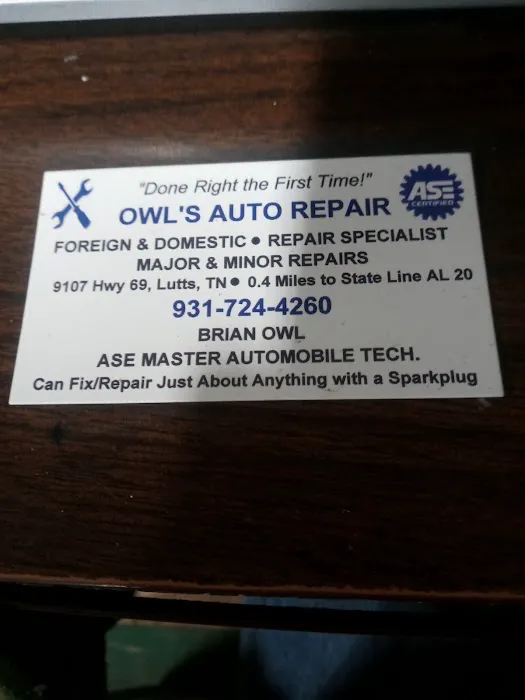 "Done Right the First Time!"
OWL'S AUTO REPAIR
ASE
CERTIFIED
FOREIGN & DOMESTIC ● REPAIR SPECIALIST
MAJOR & MINOR REPAIRS
9107 Hwy 69, Lutts, TN ● 0.4 Miles to State Line AL 20
931-724-4260
BRIAN OWL
ASE MASTER AUTOMOBILE TECH.
Can Fix/Repair Just About Anything with a Sparkplug